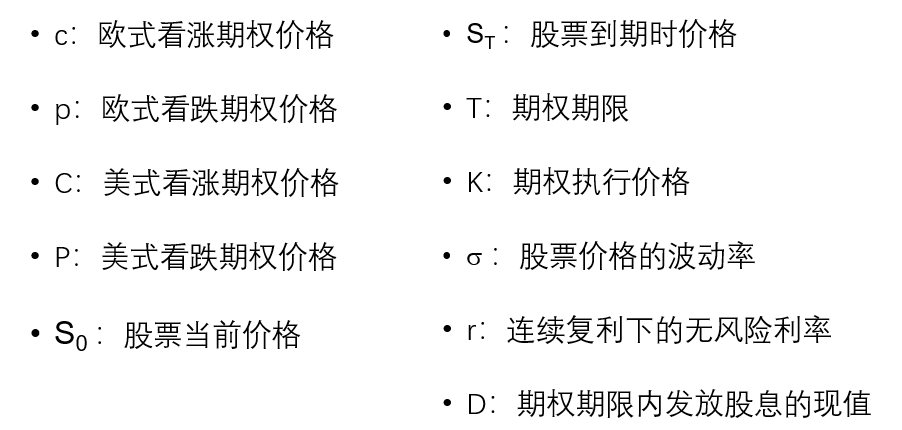 • c：欧式看涨期权价格
• p：欧式看跌期权价格
• C：美式看涨期权价格
• P：美式看跌期权价格
• S₀：股票当前价格
• Sₜ：股票到期时价格
• T：期权期限
• K：期权执行价格
• σ：股票价格的波动率
• r：连续复利下的无风险利率
• D：期权期限内发放股息的现值